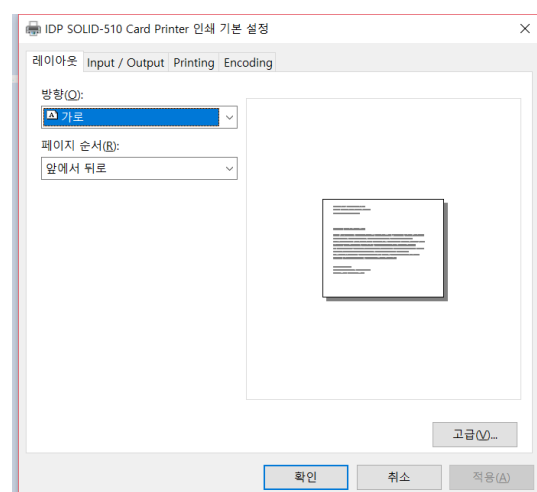 IDP SOLID-510 Card Printer 인쇄 기본 설정
레이아웃 Input / Output Printing Encoding
방향(O):
가로
페이지 순서(R):
앞에서 뒤로
고급(V)...
확인 취소 적용(A)